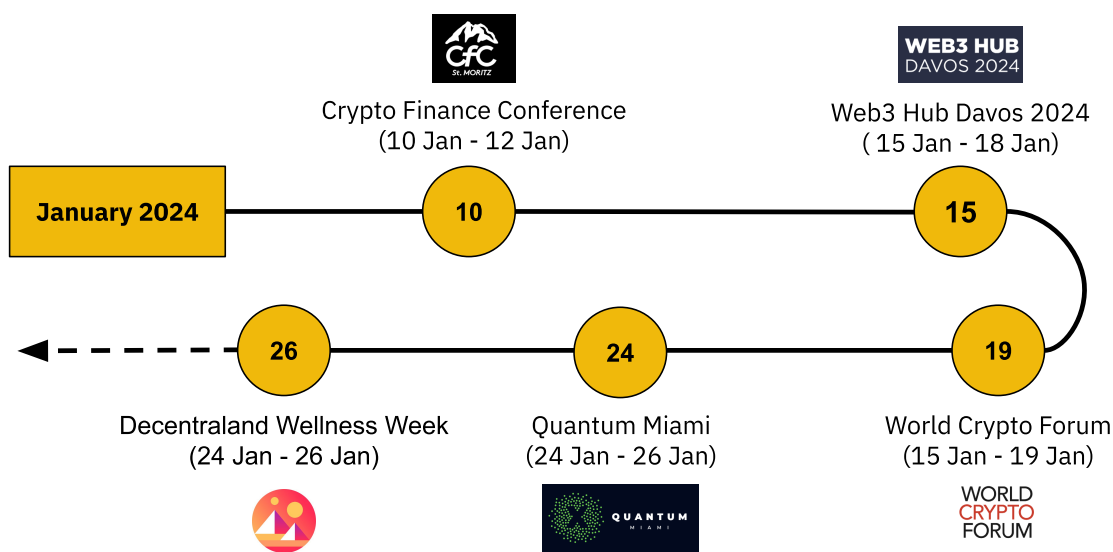 CfC
St. MORITZ
WEB3 HUB
DAVOS 2024
Crypto Finance Conference
(10 Jan - 12 Jan)
Web3 Hub Davos 2024
( 15 Jan - 18 Jan)
January 2024
10
15
26
24
19
Decentraland Wellness Week
(24 Jan - 26 Jan)
Quantum Miami
(24 Jan - 26 Jan)
World Crypto Forum
(15 Jan - 19 Jan)
X QUANTUM
MIAMI
WORLD
CRYPTO
FORUM